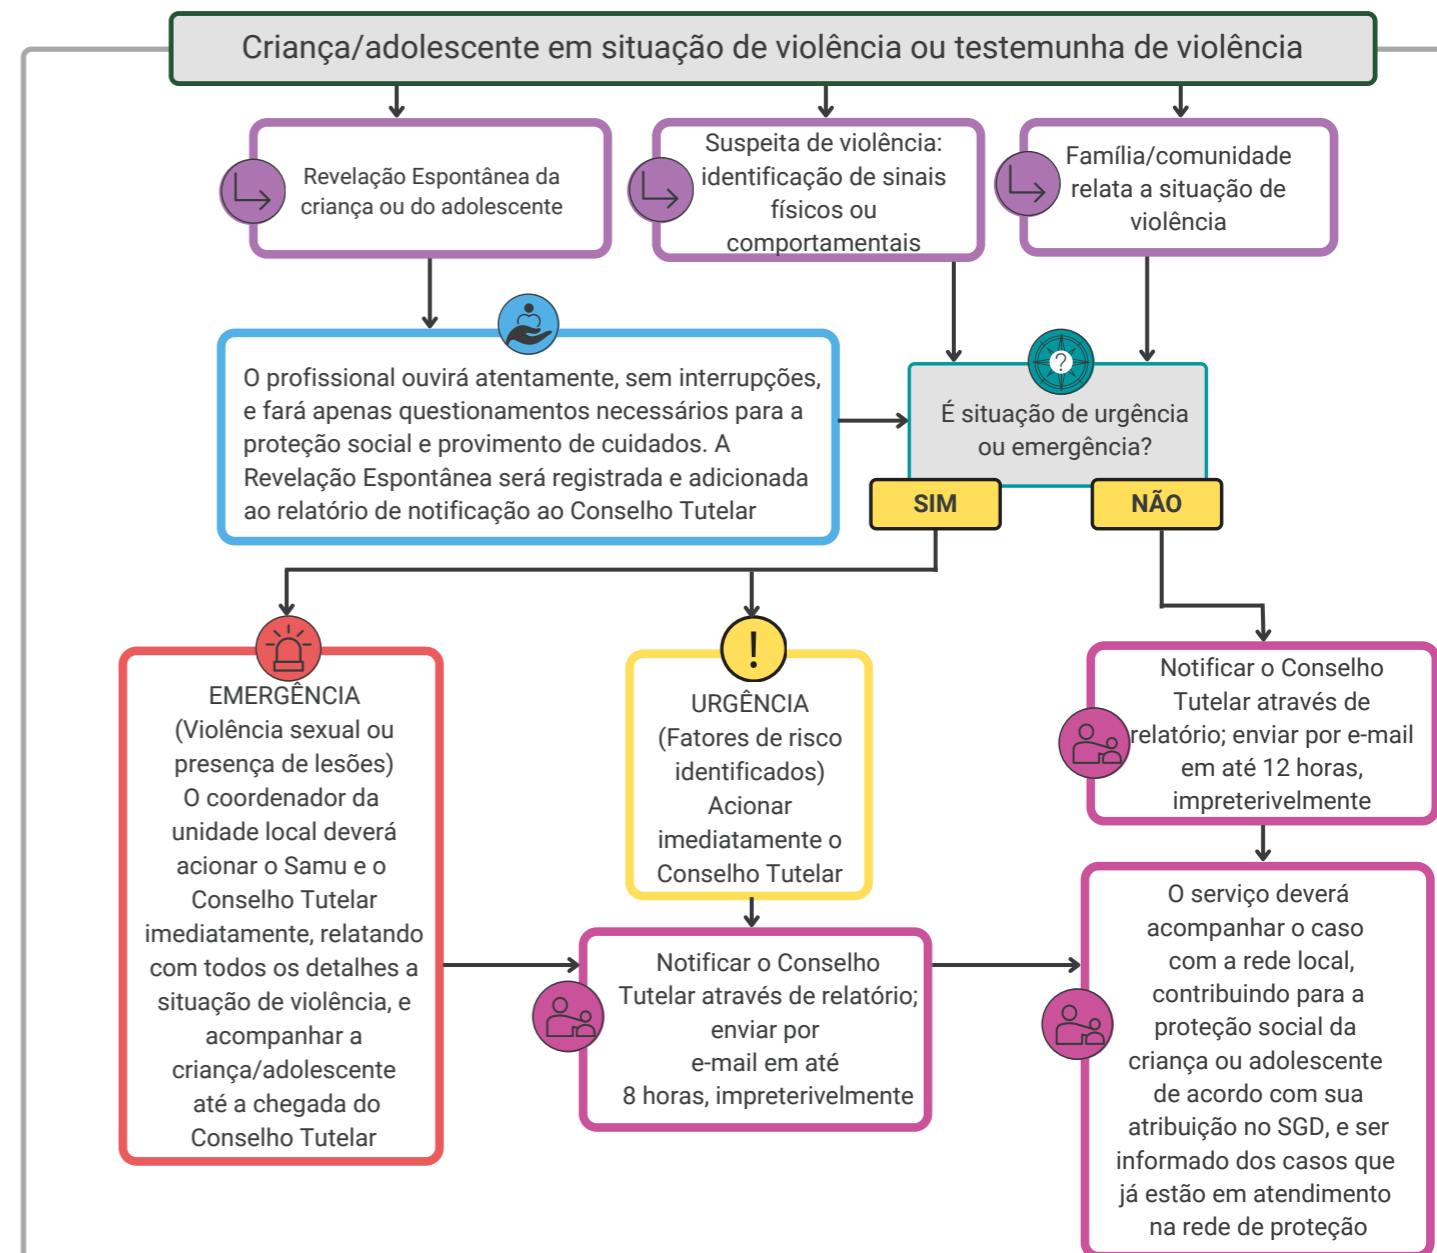 Criança/adolescente em situação de violência ou testemunha de violência
Revelação Espontânea da
criança ou do adolescente
Suspeita de violência:
identificação de sinais
físicos ou
comportamentais
Família/comunidade
relata a situação de
violência
O profissional ouvirá atentamente, sem interrupções,
e fará apenas questionamentos necessários para a
proteção social e provimento de cuidados. A
Revelação Espontânea será registrada e adicionada
ao relatório de notificação ao Conselho Tutelar
?
É situação de urgência
ou emergência?
SIM
NÃO
EMERGÊNCIA
(Violência sexual ou
presença de lesões)
O coordenador da
unidade local deverá
acionar o Samu e o
Conselho Tutelar
imediatamente, relatando
com todos os detalhes a
situação de violência, e
acompanhar a
criança/adolescente
até a chegada do
Conselho Tutelar
!
URGÊNCIA
(Fatores de risco
identificados)
Acionar
imediatamente o
Conselho Tutelar
Notificar o Conselho
Tutelar através de relatório;
enviar por
e-mail em até
8 horas, impreterivelmente
Notificar o Conselho
Tutelar através de
relatório; enviar por e-mail
em até 12 horas,
impreterivelmente
O serviço deverá
acompanhar o caso
com a rede local,
contribuindo para a
proteção social da
criança ou adolescente
de acordo com sua
atribuição no SGD, e ser
informado dos casos que
já estão em atendimento
na rede de proteção